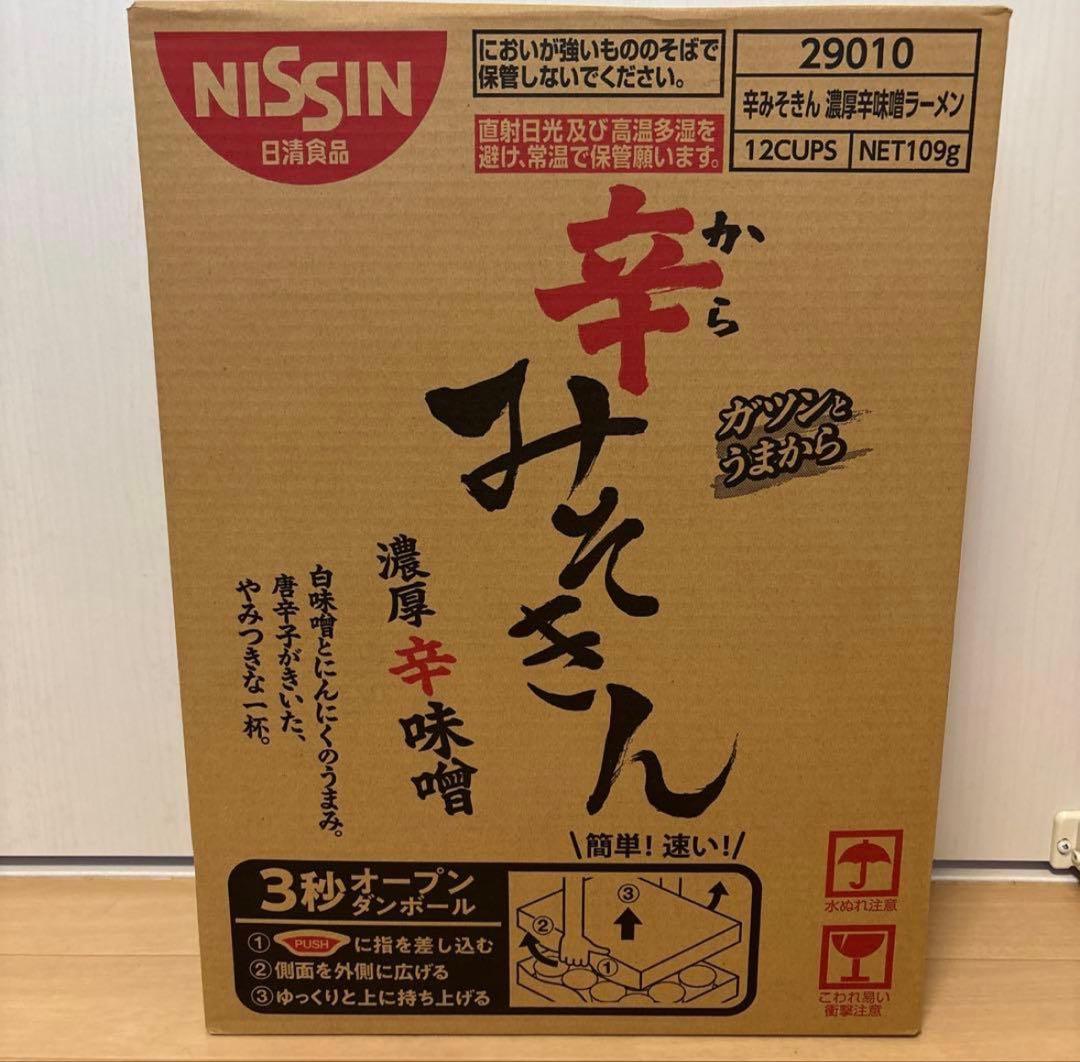 NISSIN
日清食品
においが強いもののそばで
保管しないでください。
直射日光及び高温多湿を
避け、常温で保管願います。
29010
辛みそきん 濃厚辛味噌ラーメン
12CUPS NET109g
辛
から
みそきん
ガツンと
うまから
濃厚辛味噌
白味噌とにんにくのうまみ。
唐辛子がきいた、
やみつきな一杯。
\簡単!速い!/
3秒オープン
ダンボール
① PUSH に指を差し込む
② 側面を外側に広げる
③ ゆっくりと上に持ち上げる
③
②
①
水ぬれ注意
こわれ易い
衝撃注意